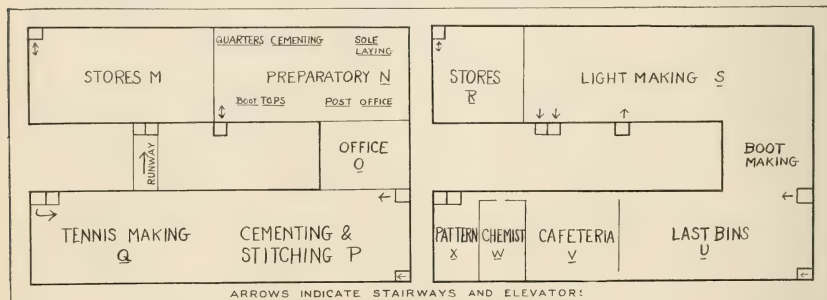 STORES M
QUARTERS CEMENTING
SOLE
LAYING
PREPARATORY N
BOOT TOPS
POST OFFICE
RUNWAY
OFFICE
O
TENNIS MAKING
Q
CEMENTING &
STITCHING P
STORES
R
LIGHT MAKING S
BOOT
MAKING
PATTERN
X
CHEMIST
W
CAFETERIA
V
LAST BINS
U
ARROWS INDICATE STAIRWAYS AND ELEVATORS